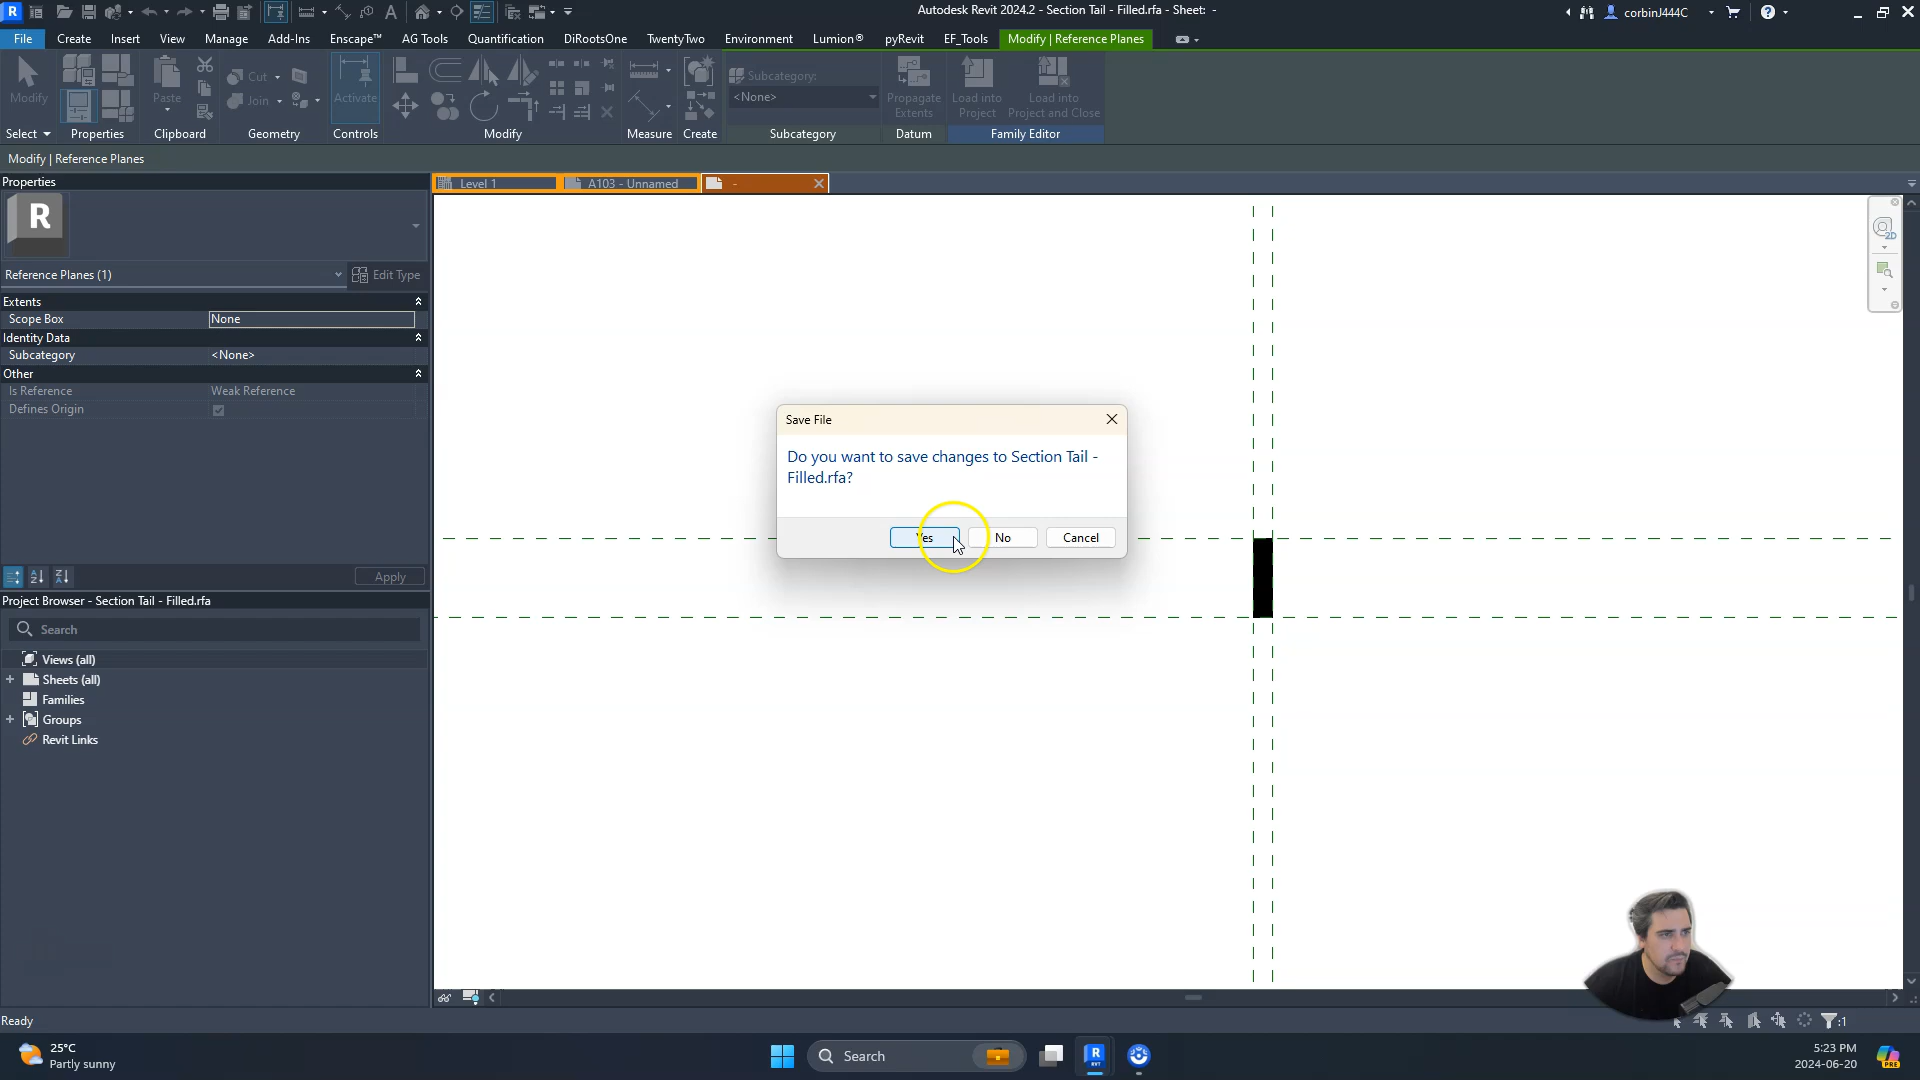 Autodesk Revit 2024.2 - Section Tail - Filled.rfa - Sheet:  -
corbinJ444C
File Create Insert View Manage Add-Ins Enscape™ AG Tools Quantification DiRootsOne TwentyTwo Environment Lumion® pyRevit EF_Tools Modify | Reference Planes
Modify
Paste
Cut
Join
Activate
Subcategory:
<None>
Propagate
Extents
Load into
Project
Load into
Project and Close
Select Properties Clipboard Geometry Controls Modify Measure Create Subcategory Datum Family Editor
Modify | Reference Planes
Properties
Level 1
A103 - Unnamed
-
R
Reference Planes (1)
Edit Type
Extents
Scope Box None
Identity Data
Subcategory <None>
Other
Is Reference Weak Reference
Defines Origin
Apply
Project Browser - Section Tail - Filled.rfa
Search
Views (all)
Sheets (all)
Families
Groups
Revit Links
2D
Save File
Do you want to save changes to Section Tail -
Filled.rfa?
Yes No Cancel
Ready
:1
25°C
Partly sunny
Search
5:23 PM
2024-06-20